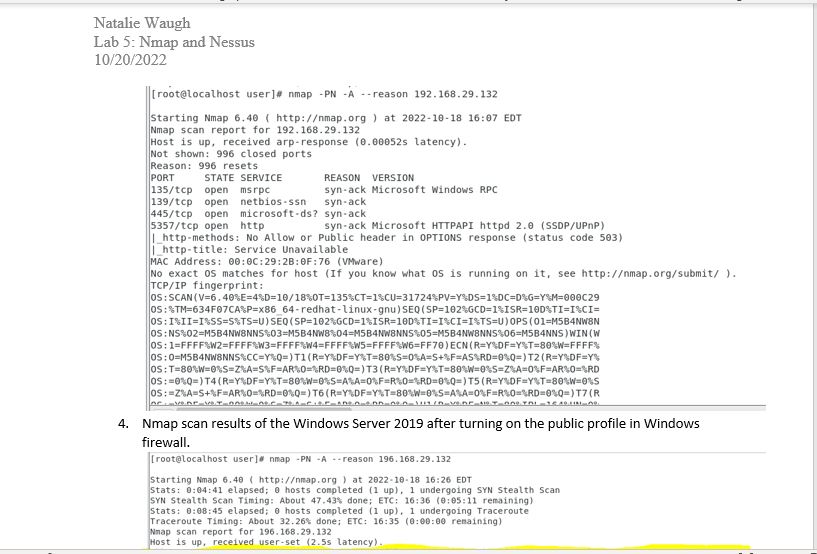 Natalie Waugh
Lab 5: Nmap and Nessus
10/20/2022
[root@localhost user]# nmap -PN -A --reason 192.168.29.132
Starting Nmap 6.40 ( http://nmap.org ) at 2022-10-18 16:07 EDT
Nmap scan report for 192.168.29.132
Host is up, received arp-response (0.00052s latency).
Not shown: 996 closed ports
Reason: 996 resets
PORT STATE SERVICE REASON VERSION
135/tcp open msrpc syn-ack Microsoft Windows RPC
139/tcp open netbios-ssn syn-ack
445/tcp open microsoft-ds? syn-ack
5357/tcp open http syn-ack Microsoft HTTPAPI httpd 2.0 (SSDP/UPnP)
|_http-methods: No Allow or Public header in OPTIONS response (status code 503)
|_http-title: Service Unavailable
MAC Address: 00:0C:29:2B:0F:76 (VMware)
No exact OS matches for host (If you know what OS is running on it, see http://nmap.org/submit/ ).
TCP/IP fingerprint:
OS:SCAN(V=6.40%E=4%D=10/18%OT=135%CT=1%CU=31724%PV=Y%DS=1%DC=D%G=Y%M=000C29
OS:%TM=634F07CA%P=x86_64-redhat-linux-gnu)SEQ(SP=102%GCD=1%ISR=10D%TI=I%CI=
OS:I%II=I%SS=S%TS=U)SEQ(SP=102%GCD=1%ISR=10D%TI=I%CI=I%TS=U)OPS(O1=M5B4NW8N
OS:NS%O2=M5B4NW8NNS%O3=M5B4NW8%O4=M5B4NW8NNS%O5=M5B4NW8NNS%O6=M5B4NNS)WIN(W
OS:1=FFFF%W2=FFFF%W3=FFFF%W4=FFFF%W5=FFFF%W6=FF70)ECN(R=Y%DF=Y%T=80%W=FFFF%
OS:O=M5B4NW8NNS%CC=Y%Q=)T1(R=Y%DF=Y%T=80%S=O%A=S+%F=AS%RD=0%Q=)T2(R=Y%DF=Y%
OS:T=80%W=0%S=Z%A=S%F=AR%O=%RD=0%Q=)T3(R=Y%DF=Y%T=80%W=0%S=Z%A=O%F=AR%O=%RD
OS:=0%Q=)T4(R=Y%DF=Y%T=80%W=0%S=A%A=O%F=R%O=%RD=0%Q=)T5(R=Y%DF=Y%T=80%W=0%S
OS:=Z%A=S+%F=AR%O=%RD=0%Q=)T6(R=Y%DF=Y%T=80%W=0%S=A%A=O%F=R%O=%RD=0%Q=)T7(R
4. Nmap scan results of the Windows Server 2019 after turning on the public profile in Windows
firewall.
[root@localhost user]# nmap -PN -A --reason 196.168.29.132
Starting Nmap 6.40 ( http://nmap.org ) at 2022-10-18 16:26 EDT
Stats: 0:04:41 elapsed; 0 hosts completed (1 up), 1 undergoing SYN Stealth Scan
SYN Stealth Scan Timing: About 47.43% done; ETC: 16:36 (0:05:11 remaining)
Stats: 0:08:45 elapsed; 0 hosts completed (1 up), 1 undergoing Traceroute
Traceroute Timing: About 32.26% done; ETC: 16:35 (0:00:00 remaining)
Nmap scan report for 196.168.29.132
Host is up, received user-set (2.5s latency).